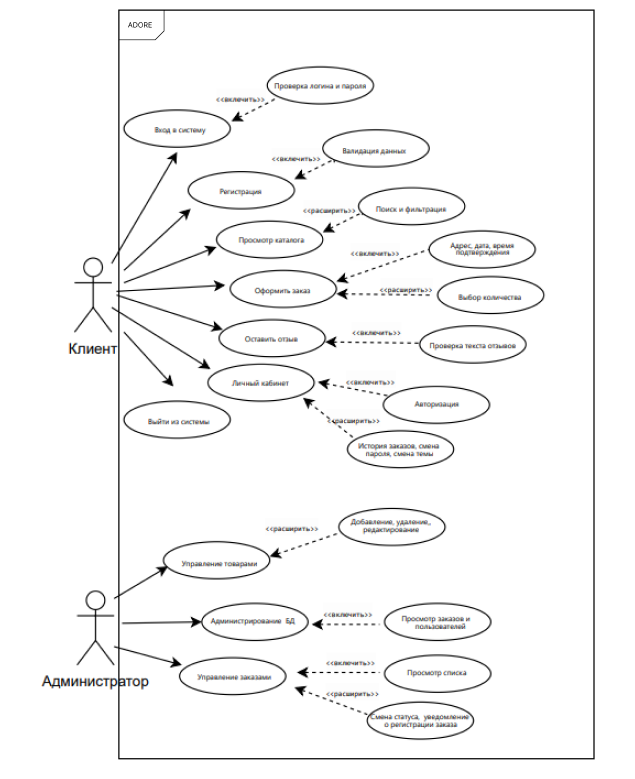 ADORE
Проверка логина и пароля
<<включить>>
Вход в систему
Валидация данных
<<включить>>
Регистрация
Поиск и фильтрация
<<расширить>>
Просмотр каталога
Адрес, дата, время
подтверждения
<<включить>>
Оформить заказ
<<расширить>>
Выбор количества
Оставить отзыв
<<включить>>
Проверка текста отзывов
Клиент
Личный кабинет
<<включить>>
Авторизация
Выйти из системы
<<расширить>>
История заказов, смена
пароля, смена темы
Добавление, удаление,,
редактирование
<<расширить>>
Управление товарами
Администрирование БД
<<включить>>
Просмотр заказов и
пользователей
Администратор
Управление заказами
<<включить>>
Просмотр списка
<<расширить>>
Смена статуса, уведомление
о регистрации заказа